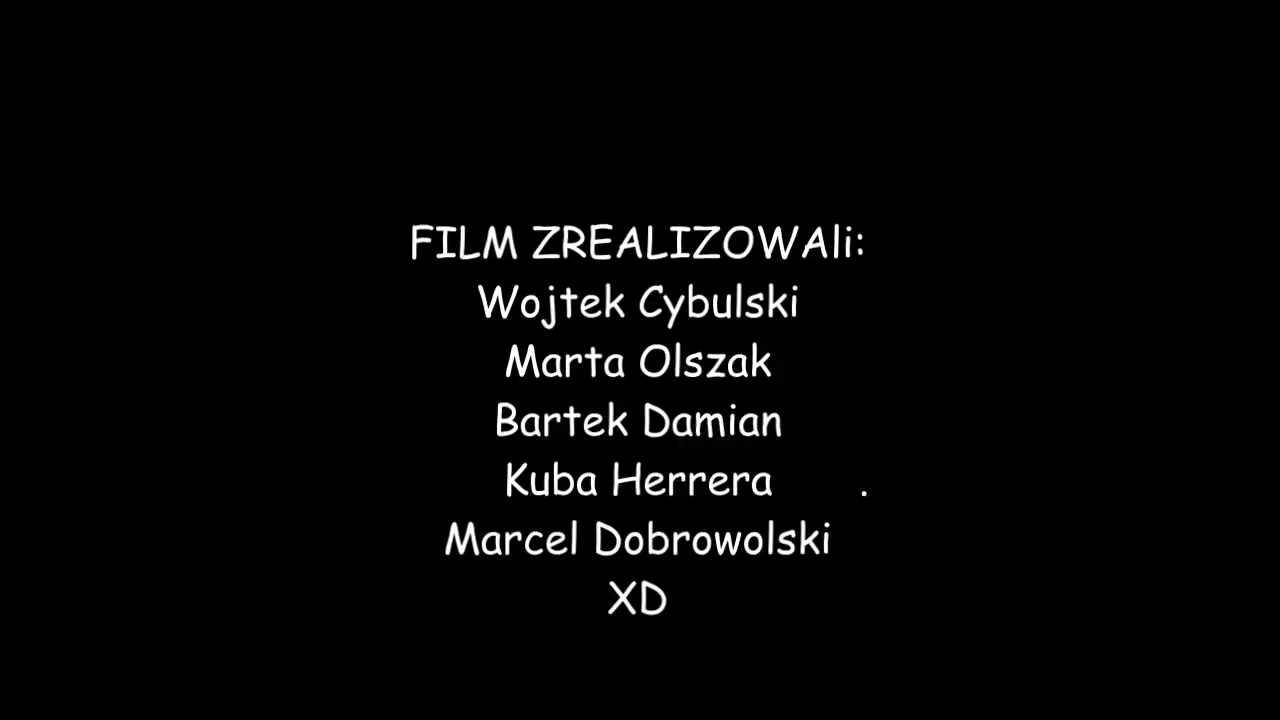 FILM ZREALIZOWAli:
Wojtek Cybulski
Marta Olszak
Bartek Damian
Kuba Herrera .
Marcel Dobrowolski
XD